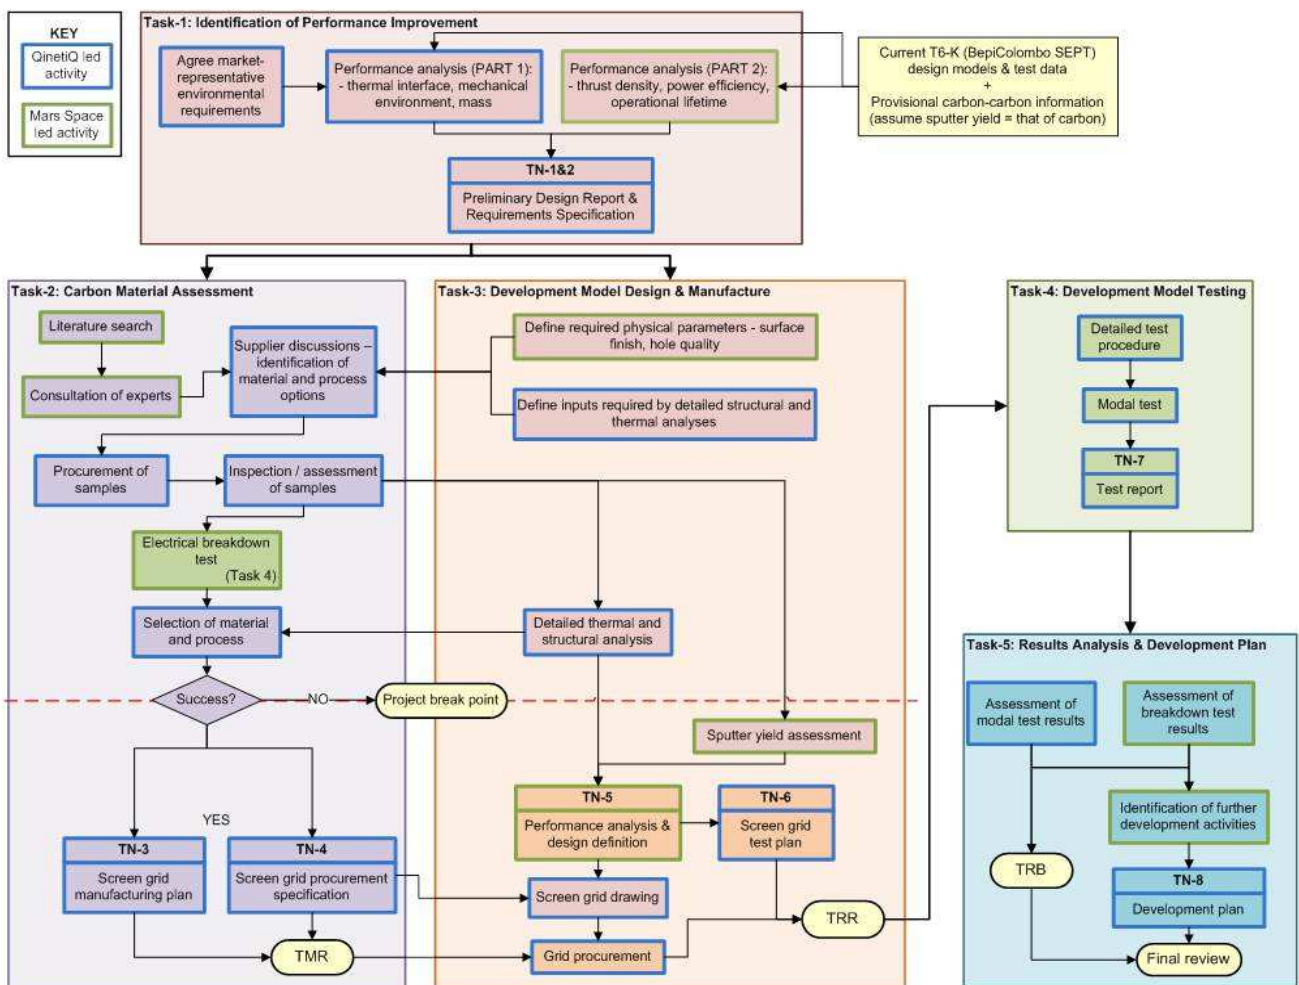 KEY
QinetiQ led
activity
Mars Space
led activity
Task-1: Identification of Performance Improvement
Agree market-
representative
environmental
requirements
Performance analysis (PART 1):
- thermal interface, mechanical
environment, mass
Performance analysis (PART 2):
- thrust density, power efficiency,
operational lifetime
Current T6-K (BepiColombo SEPT)
design models & test data
+
Provisional carbon-carbon information
(assume sputter yield = that of carbon)
TN-1&2
Preliminary Design Report &
Requirements Specification
Task-2: Carbon Material Assessment
Literature search
Consultation of experts
Supplier discussions –
identification of
material and process
options
Procurement of
samples
Inspection / assessment
of samples
Electrical breakdown
test
(Task 4)
Selection of material
and process
Success?
NO
Project break point
YES
TN-3
Screen grid
manufacturing plan
TN-4
Screen grid procurement
specification
TMR
Task-3: Development Model Design & Manufacture
Define required physical parameters - surface
finish, hole quality
Define inputs required by detailed structural and
thermal analyses
Detailed thermal and
structural analysis
Sputter yield assessment
TN-5
Performance analysis &
design definition
TN-6
Screen grid
test plan
Screen grid drawing
Grid procurement
TRR
Task-4: Development Model Testing
Detailed test
procedure
Modal test
TN-7
Test report
Task-5: Results Analysis & Development Plan
Assessment of
modal test results
Assessment of
breakdown test
results
Identification of further
development activities
TRB
TN-8
Development plan
Final review